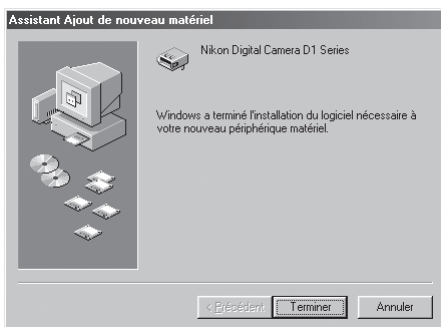 Assistant Ajout de nouveau matériel
Nikon Digital Camera D1 Series
Windows a terminé l'installation du logiciel nécessaire à
votre nouveau périphérique matériel.
< Précédent
Terminer
Annuler